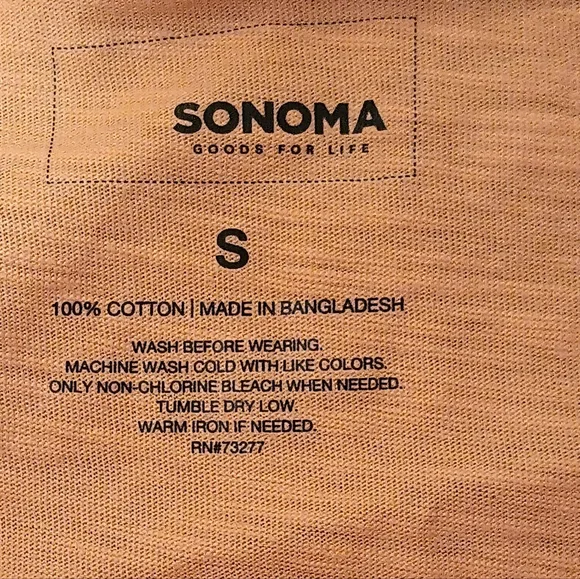 SONOMA
GOODS FOR LIFE
S
100% COTTON | MADE IN BANGLADESH
WASH BEFORE WEARING.
MACHINE WASH COLD WITH LIKE COLORS.
ONLY NON-CHLORINE BLEACH WHEN NEEDED.
TUMBLE DRY LOW.
WARM IRON IF NEEDED.
RN#73277